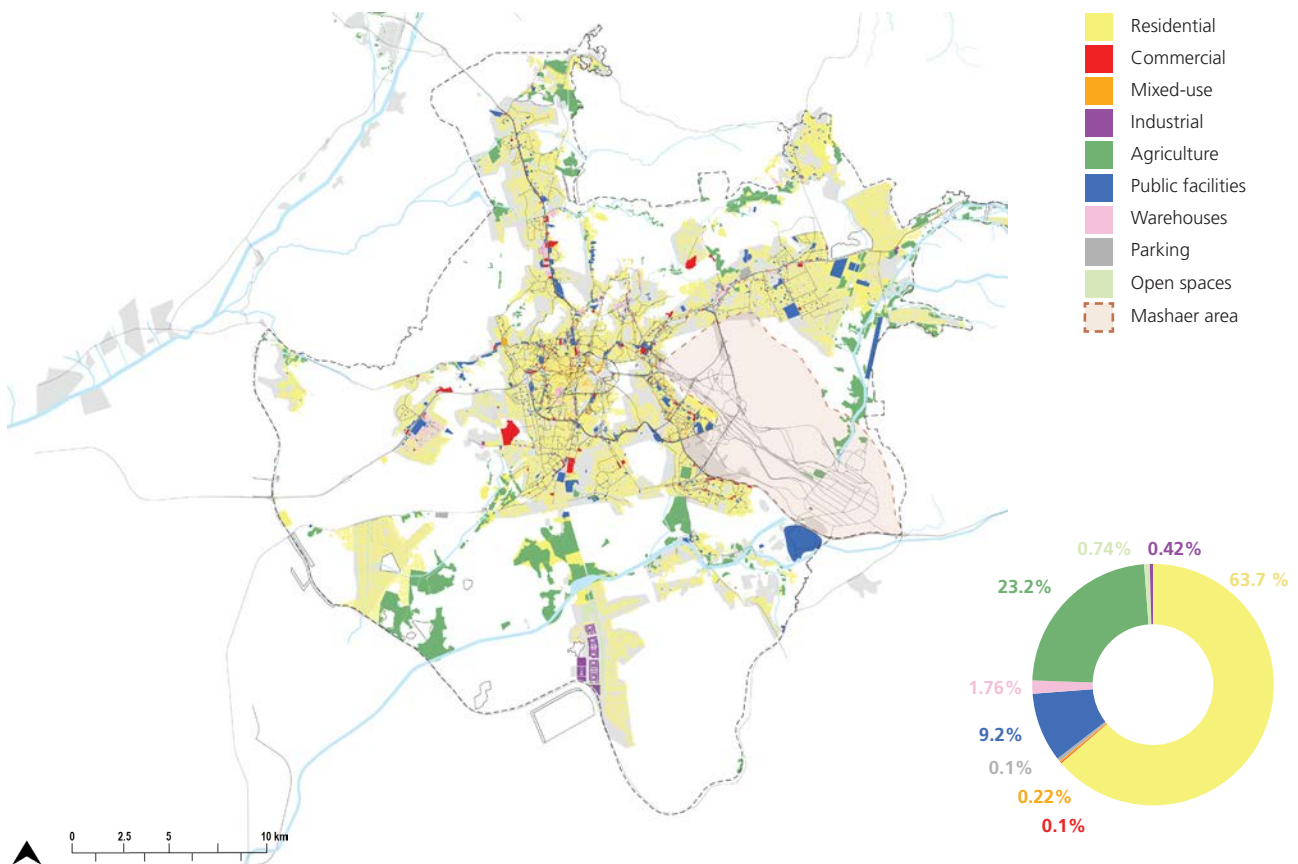 Residential
Commercial
Mixed-use
Industrial
Agriculture
Public facilities
Warehouses
Parking
Open spaces
Mashaer area
0.74% 0.42%
23.2% 63.7 %
1.76%
9.2%
0.1%
0.22%
0.1%
0 2.5 5 10 km